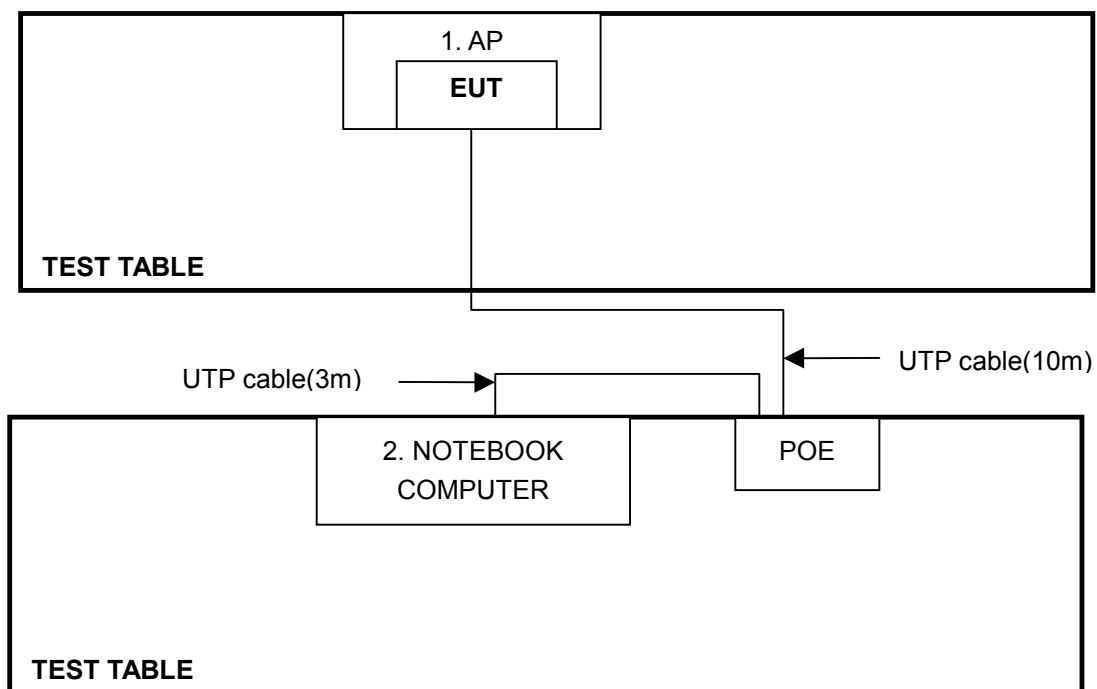 1. AP
EUT
TEST TABLE
UTP cable(10m)
UTP cable(3m)
2. NOTEBOOK
COMPUTER
POE
TEST TABLE